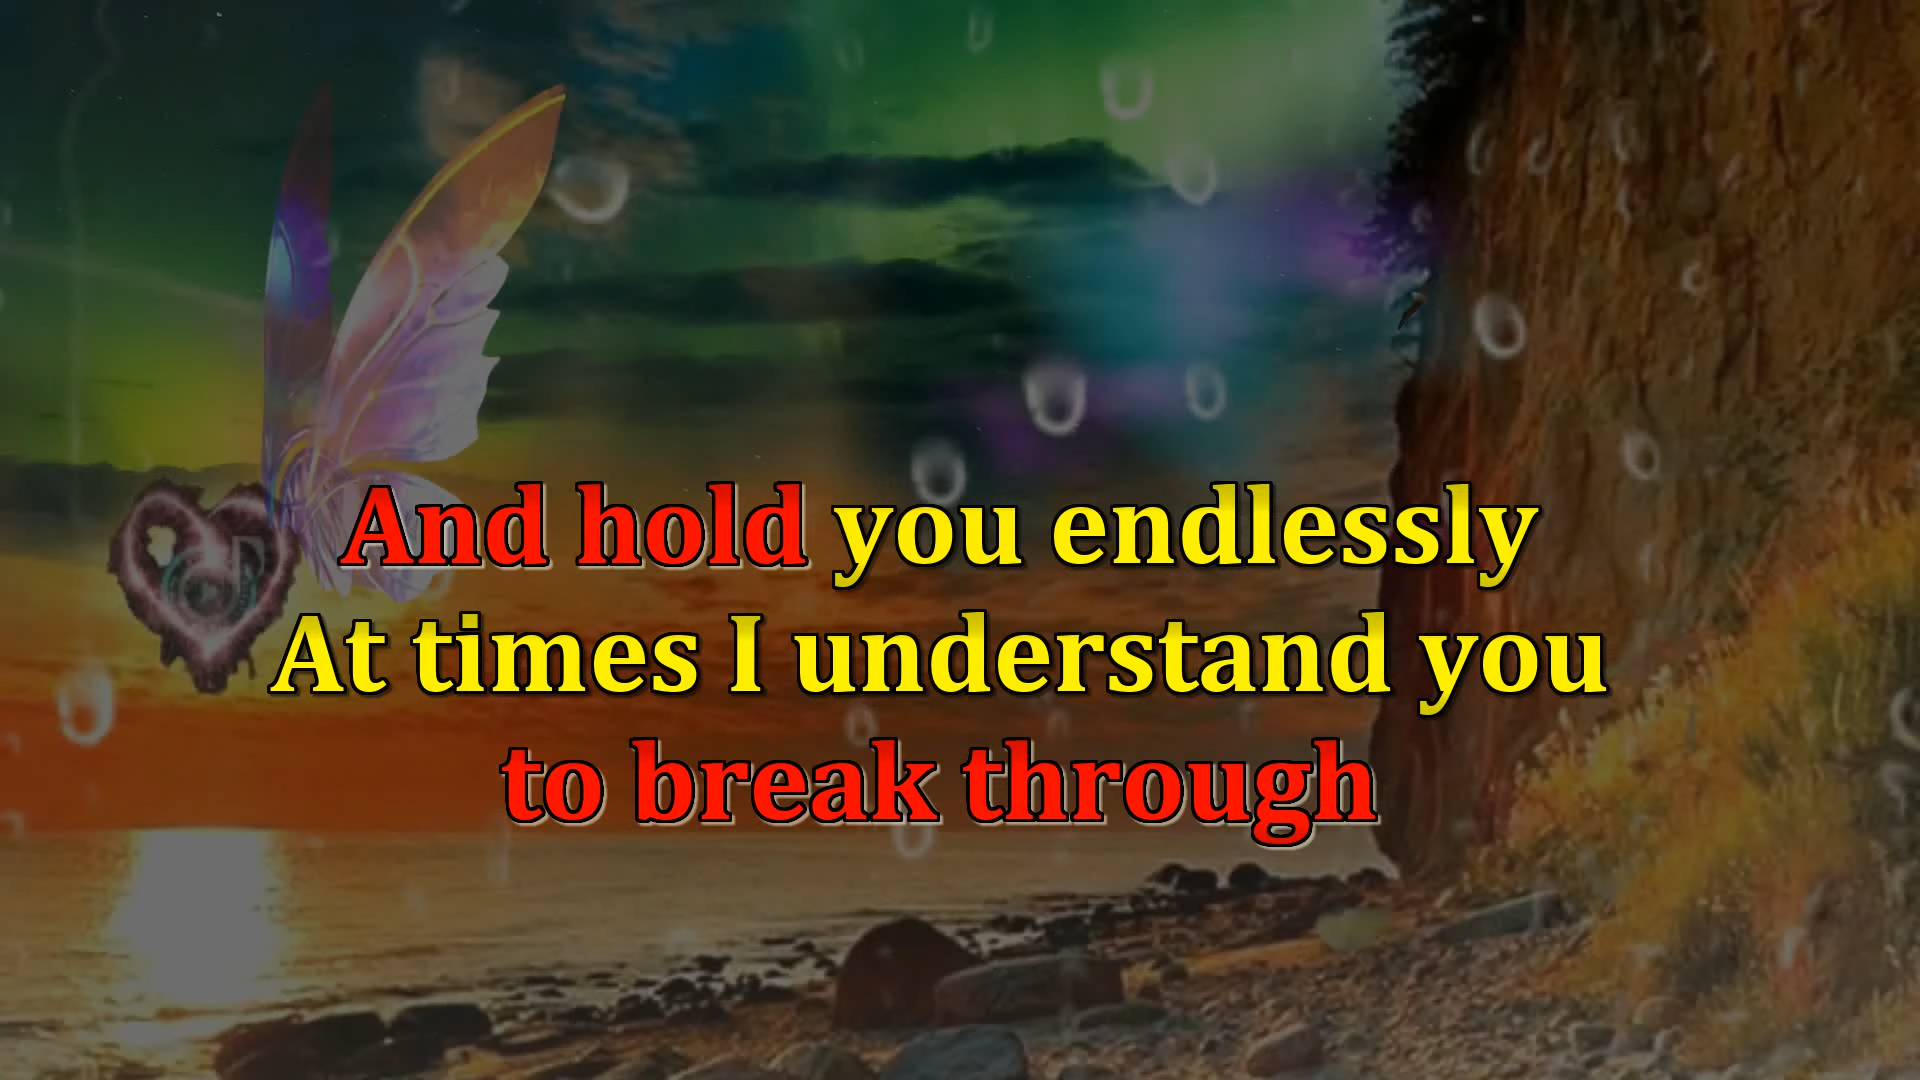 And hold you endlessly
At times I understand you
to break through